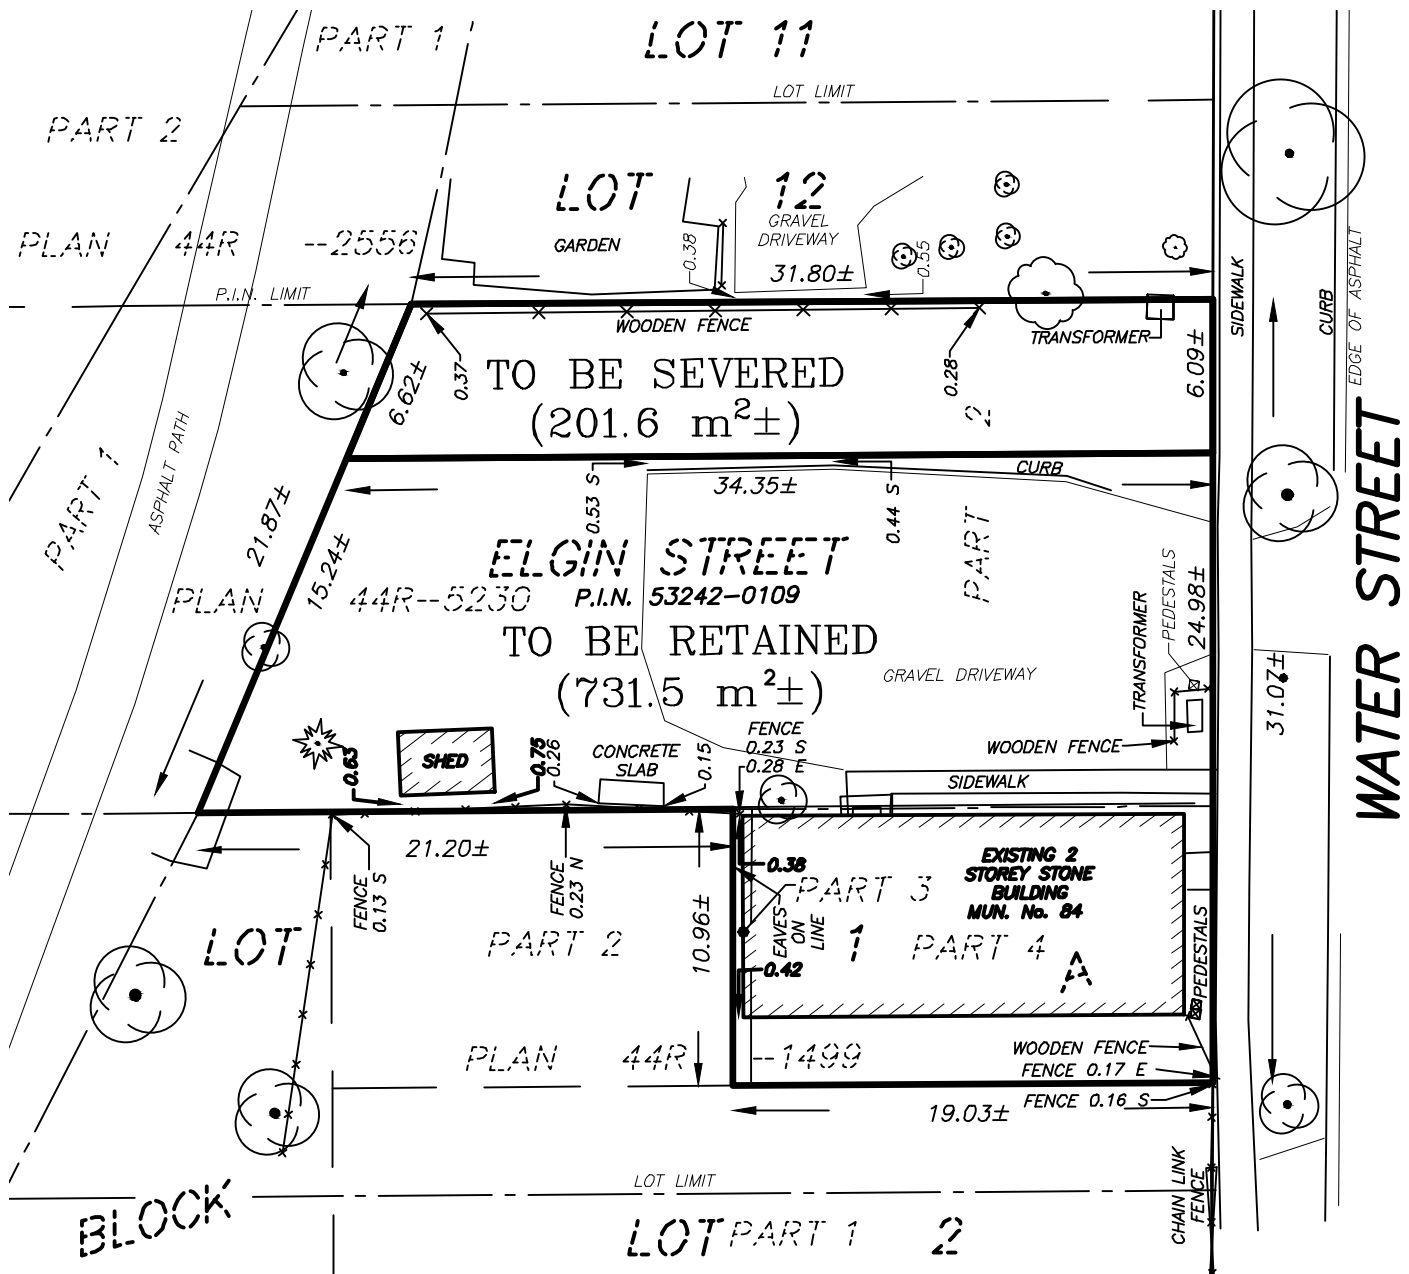 PART 1
LOT 11
LOT LIMIT
PART 2
LOT 12
GRAVEL
DRIVEWAY
PLAN 44R--2556
GARDEN
0.38
0.55
31.80±
P.I.N. LIMIT
WOODEN FENCE
TRANSFORMER
SIDEWALK
CURB
EDGE OF ASPHALT
6.62±
0.37
TO BE SEVERED
(201.6 m²±)
0.28
2
6.09±
PART 1
ASPHALT PATH
21.87±
15.24±
0.53 S
34.35±
0.44 S
CURB
PART
WATER STREET
ELGIN STREET
PLAN 44R--5230
P.I.N. 53242-0109
TO BE RETAINED
(731.5 m²±)
GRAVEL DRIVEWAY
TRANSFORMER
PEDESTALS
24.98±
31.07±
0.63
SHED
0.75
0.26
CONCRETE
SLAB
0.15
FENCE
0.23 S
0.28 E
WOODEN FENCE
SIDEWALK
21.20±
FENCE
0.13 S
FENCE
0.23 N
10.96±
0.38
EAVES
ON
LINE
0.42
PART 3
EXISTING 2
STOREY STONE
BUILDING
MUN. No. 84
LOT
PART 2
1
PART 4
A
PEDESTALS
PLAN 44R--1499
WOODEN FENCE
FENCE 0.17 E
FENCE 0.16 S
19.03±
LOT LIMIT
CHAIN LINK
FENCE
BLOCK
LOT
PART 1
2